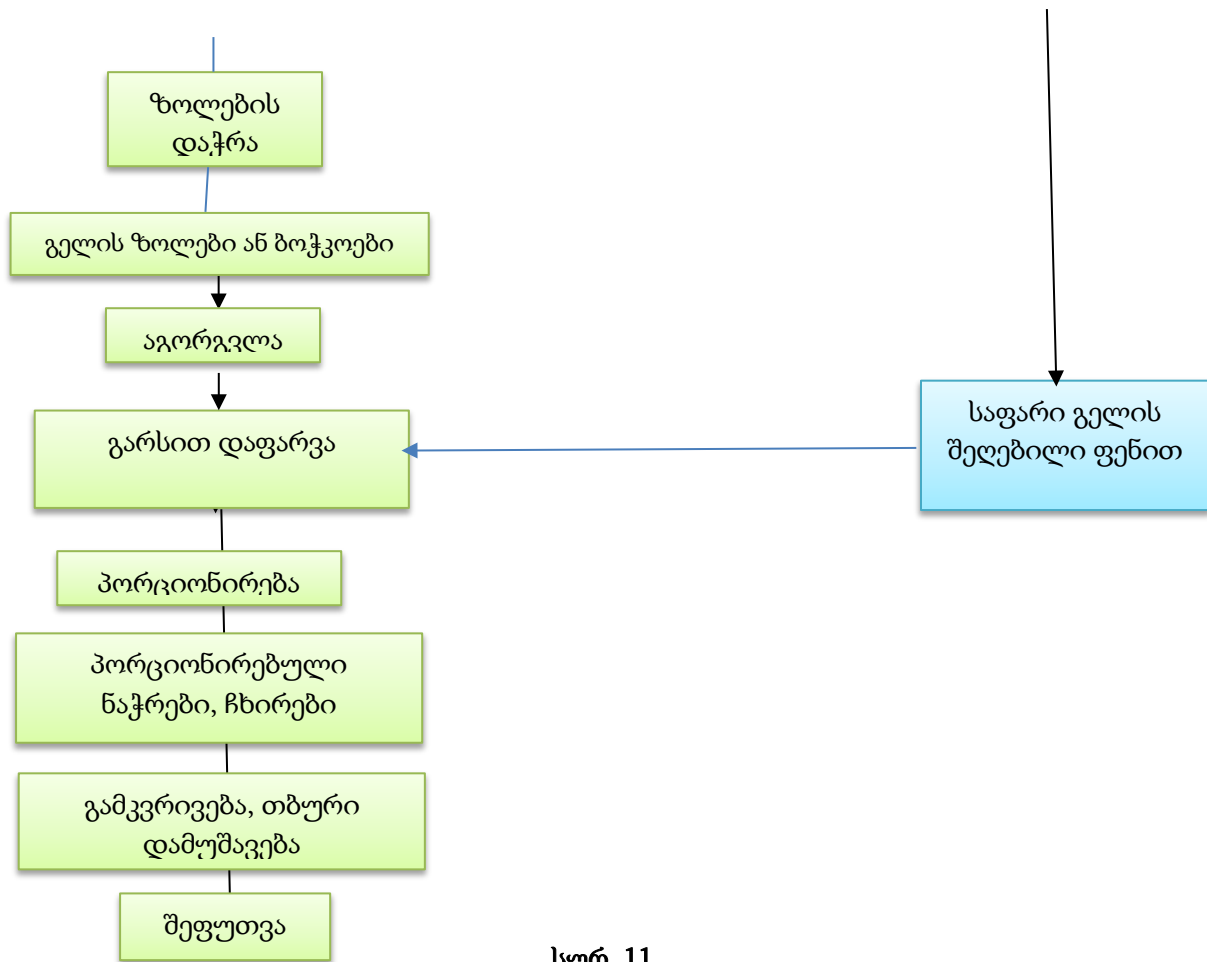 ზოლების
დაჭრა
გელის ზოლები ან ბოჭკოები
აგორგვლა
გარსით დაფარვა
საფარი გელის
შეღებილი ფენით
პორციონირება
პორციონირებული
ნაჭრები, ჩხირები
გამკვრივება, თბური
დამუშავება
შეფუთვა
სურ. 11